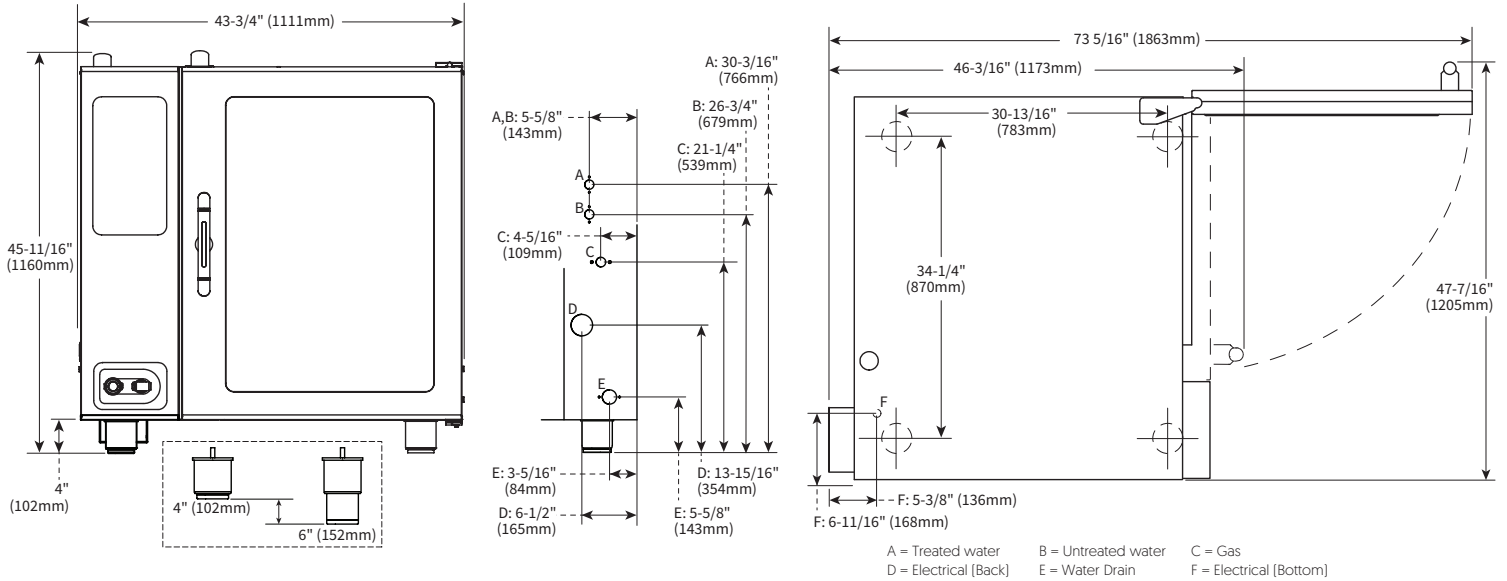 43-3/4" (1111mm)
45-11/16"
(1160mm)
4"
(102mm)
4" (102mm)
6" (152mm)
A: 30-3/16"
(766mm)
B: 26-3/4"
(679mm)
A,B: 5-5/8"
(143mm)
C: 21-1/4"
(539mm)
A
B
C: 4-5/16"
(109mm)
C
D
E
E: 3-5/16"
(84mm)
D: 13-15/16"
(354mm)
D: 6-1/2"
(165mm)
E: 5-5/8"
(143mm)
73 5/16" (1863mm)
46-3/16" (1173mm)
30-13/16"
(783mm)
34-1/4"
(870mm)
47-7/16"
(1205mm)
F
F: 5-3/8" (136mm)
F: 6-11/16" (168mm)
A = Treated water B = Untreated water C = Gas
D = Electrical [Back] E = Water Drain F = Electrical [Bottom]